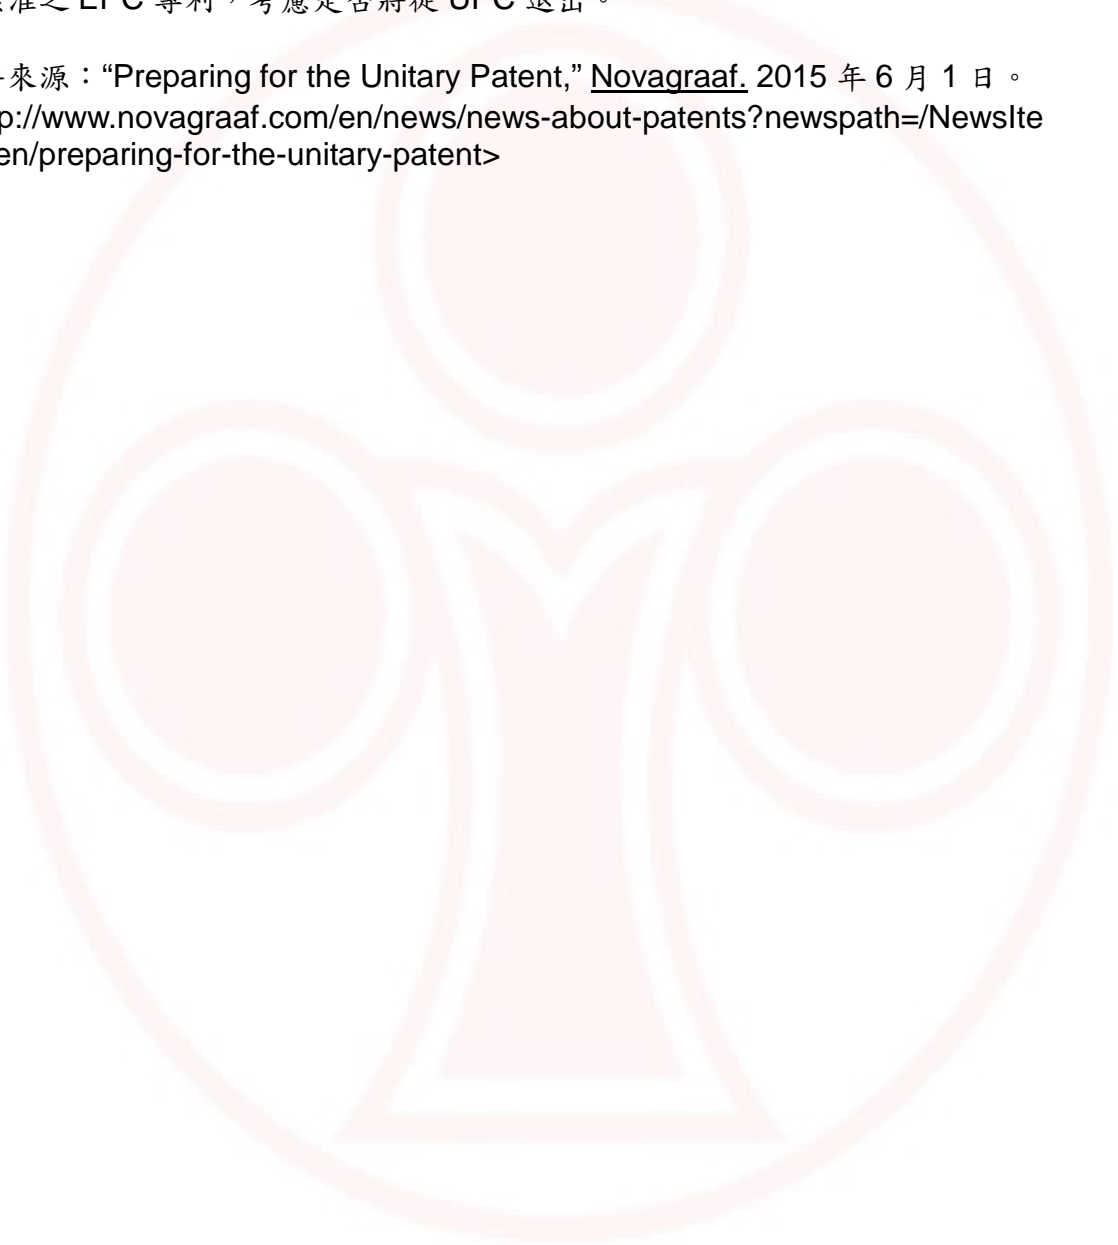 准之 EPC 專利，考慮是否將從 UPC 退出。
來源：“Preparing for the Unitary Patent,” Novagraaf. 2015 年 6 月 1 日。
p://www.novagraaf.com/en/news/news-about-patents?newspath=/NewsIte
en/preparing-for-the-unitary-patent>